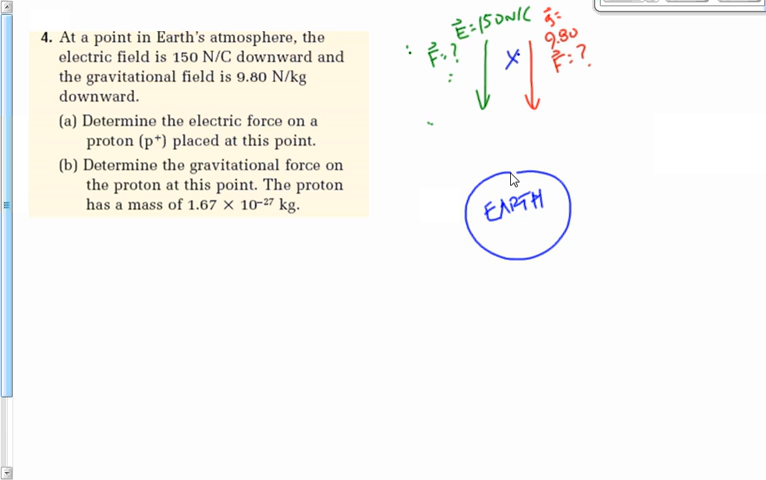 4. At a point in Earth's atmosphere, the
electric field is 150 N/C downward and
the gravitational field is 9.80 N/kg
downward.
(a) Determine the electric force on a
proton (p⁺) placed at this point.
(b) Determine the gravitational force on
the proton at this point. The proton
has a mass of 1.67 × 10⁻²⁷ kg.
E⃗=150N/C
F⃗=?
g⃗=
9.80
F⃗=?
X
EARTH